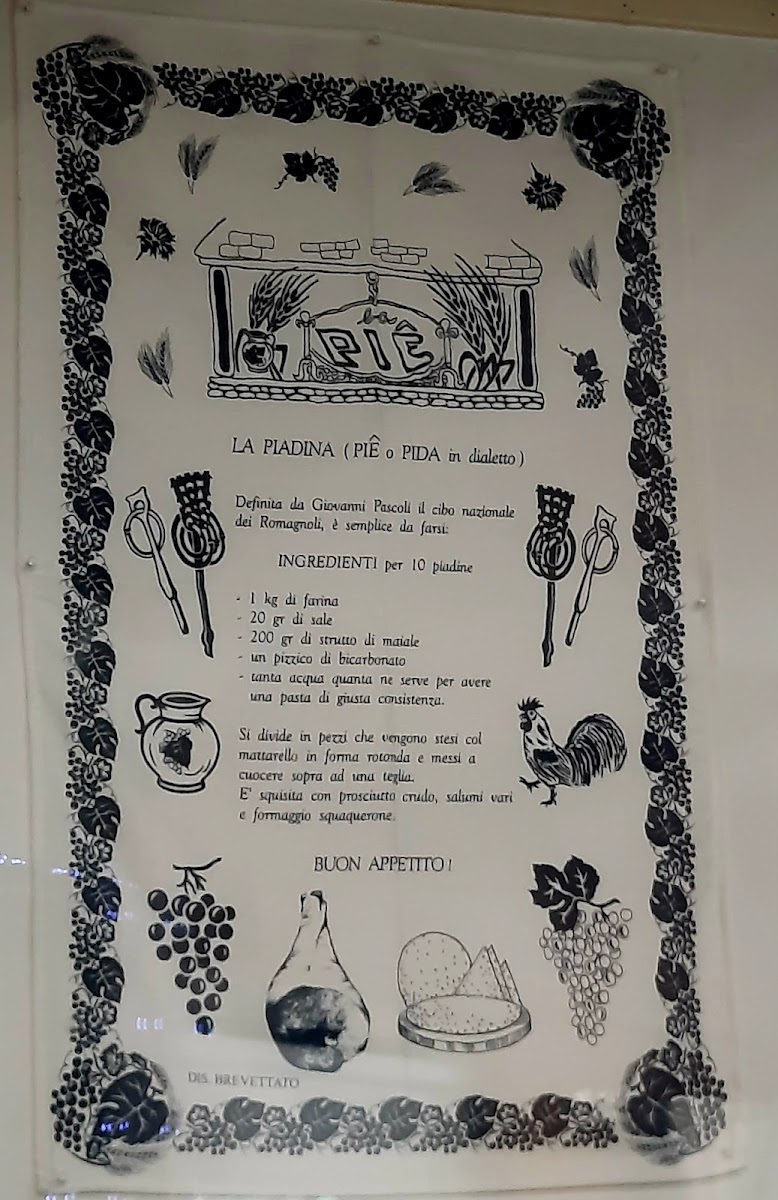 la
PIÊ
LA PIADINA ( PIÊ o PIDA in dialetto )
Definita da Giovanni Pascoli il cibo nazionale
dei Romagnoli, è semplice da farsi:
INGREDIENTI per 10 piadine
- 1 kg di farina
- 20 gr di sale
- 200 gr di strutto di maiale
- un pizzico di bicarbonato
- tanta acqua quanta ne serve per avere
una pasta di giusta consistenza.
Si divide in pezzi che vengono stesi col
mattarello in forma rotonda e messi a
cuocere sopra ad una teglia.
E' squisita con prosciutto crudo, salumi vari
e formaggio squaquerone.
BUON APPETITO !
DIS. BREVETTATO